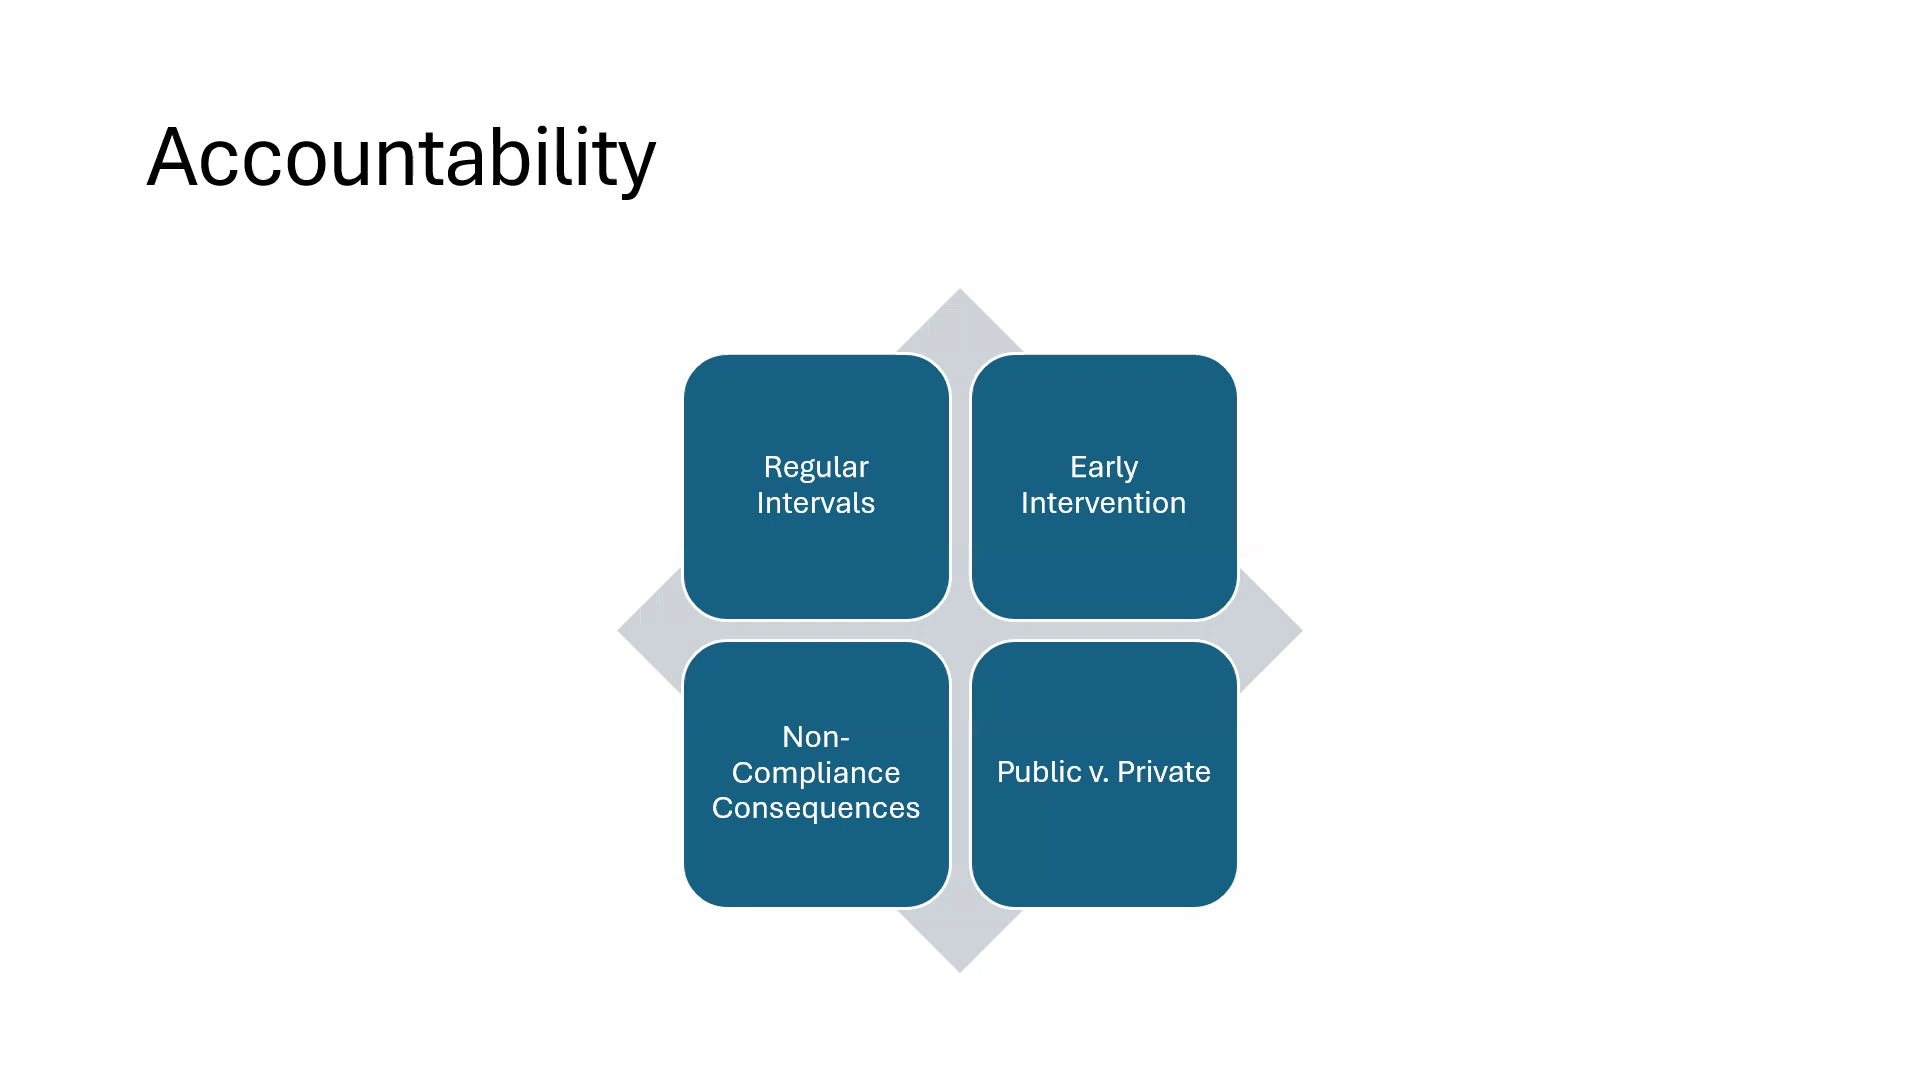 Accountability
Regular
Intervals
Early
Intervention
Non-
Compliance
Consequences
Public v. Private